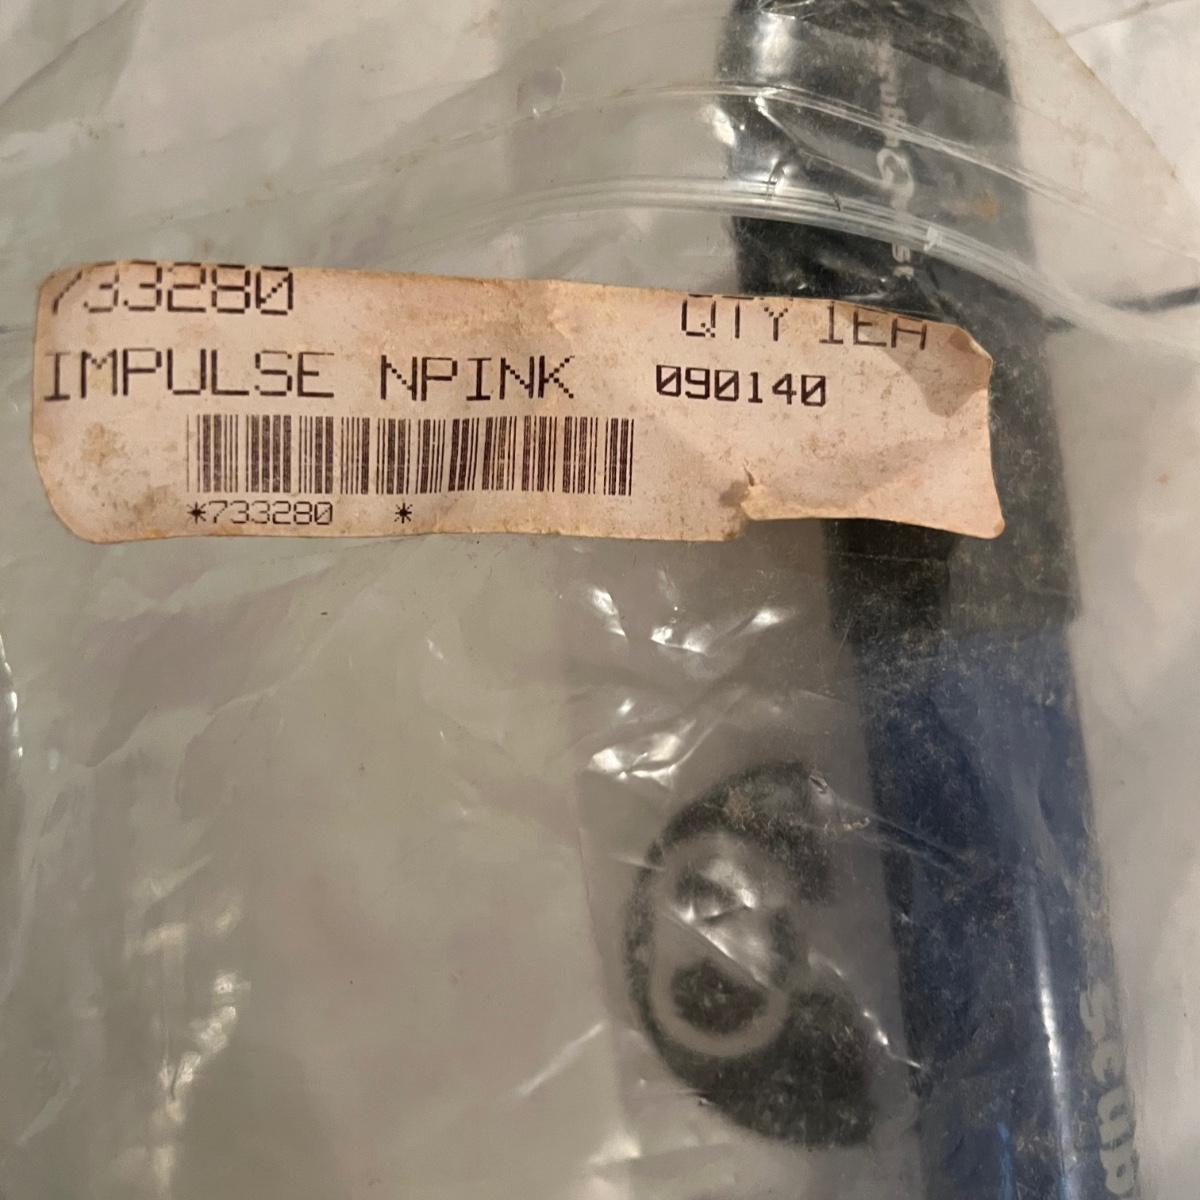 733280
QTY 1EA
IMPULSE NPINK
090140
*733280 *